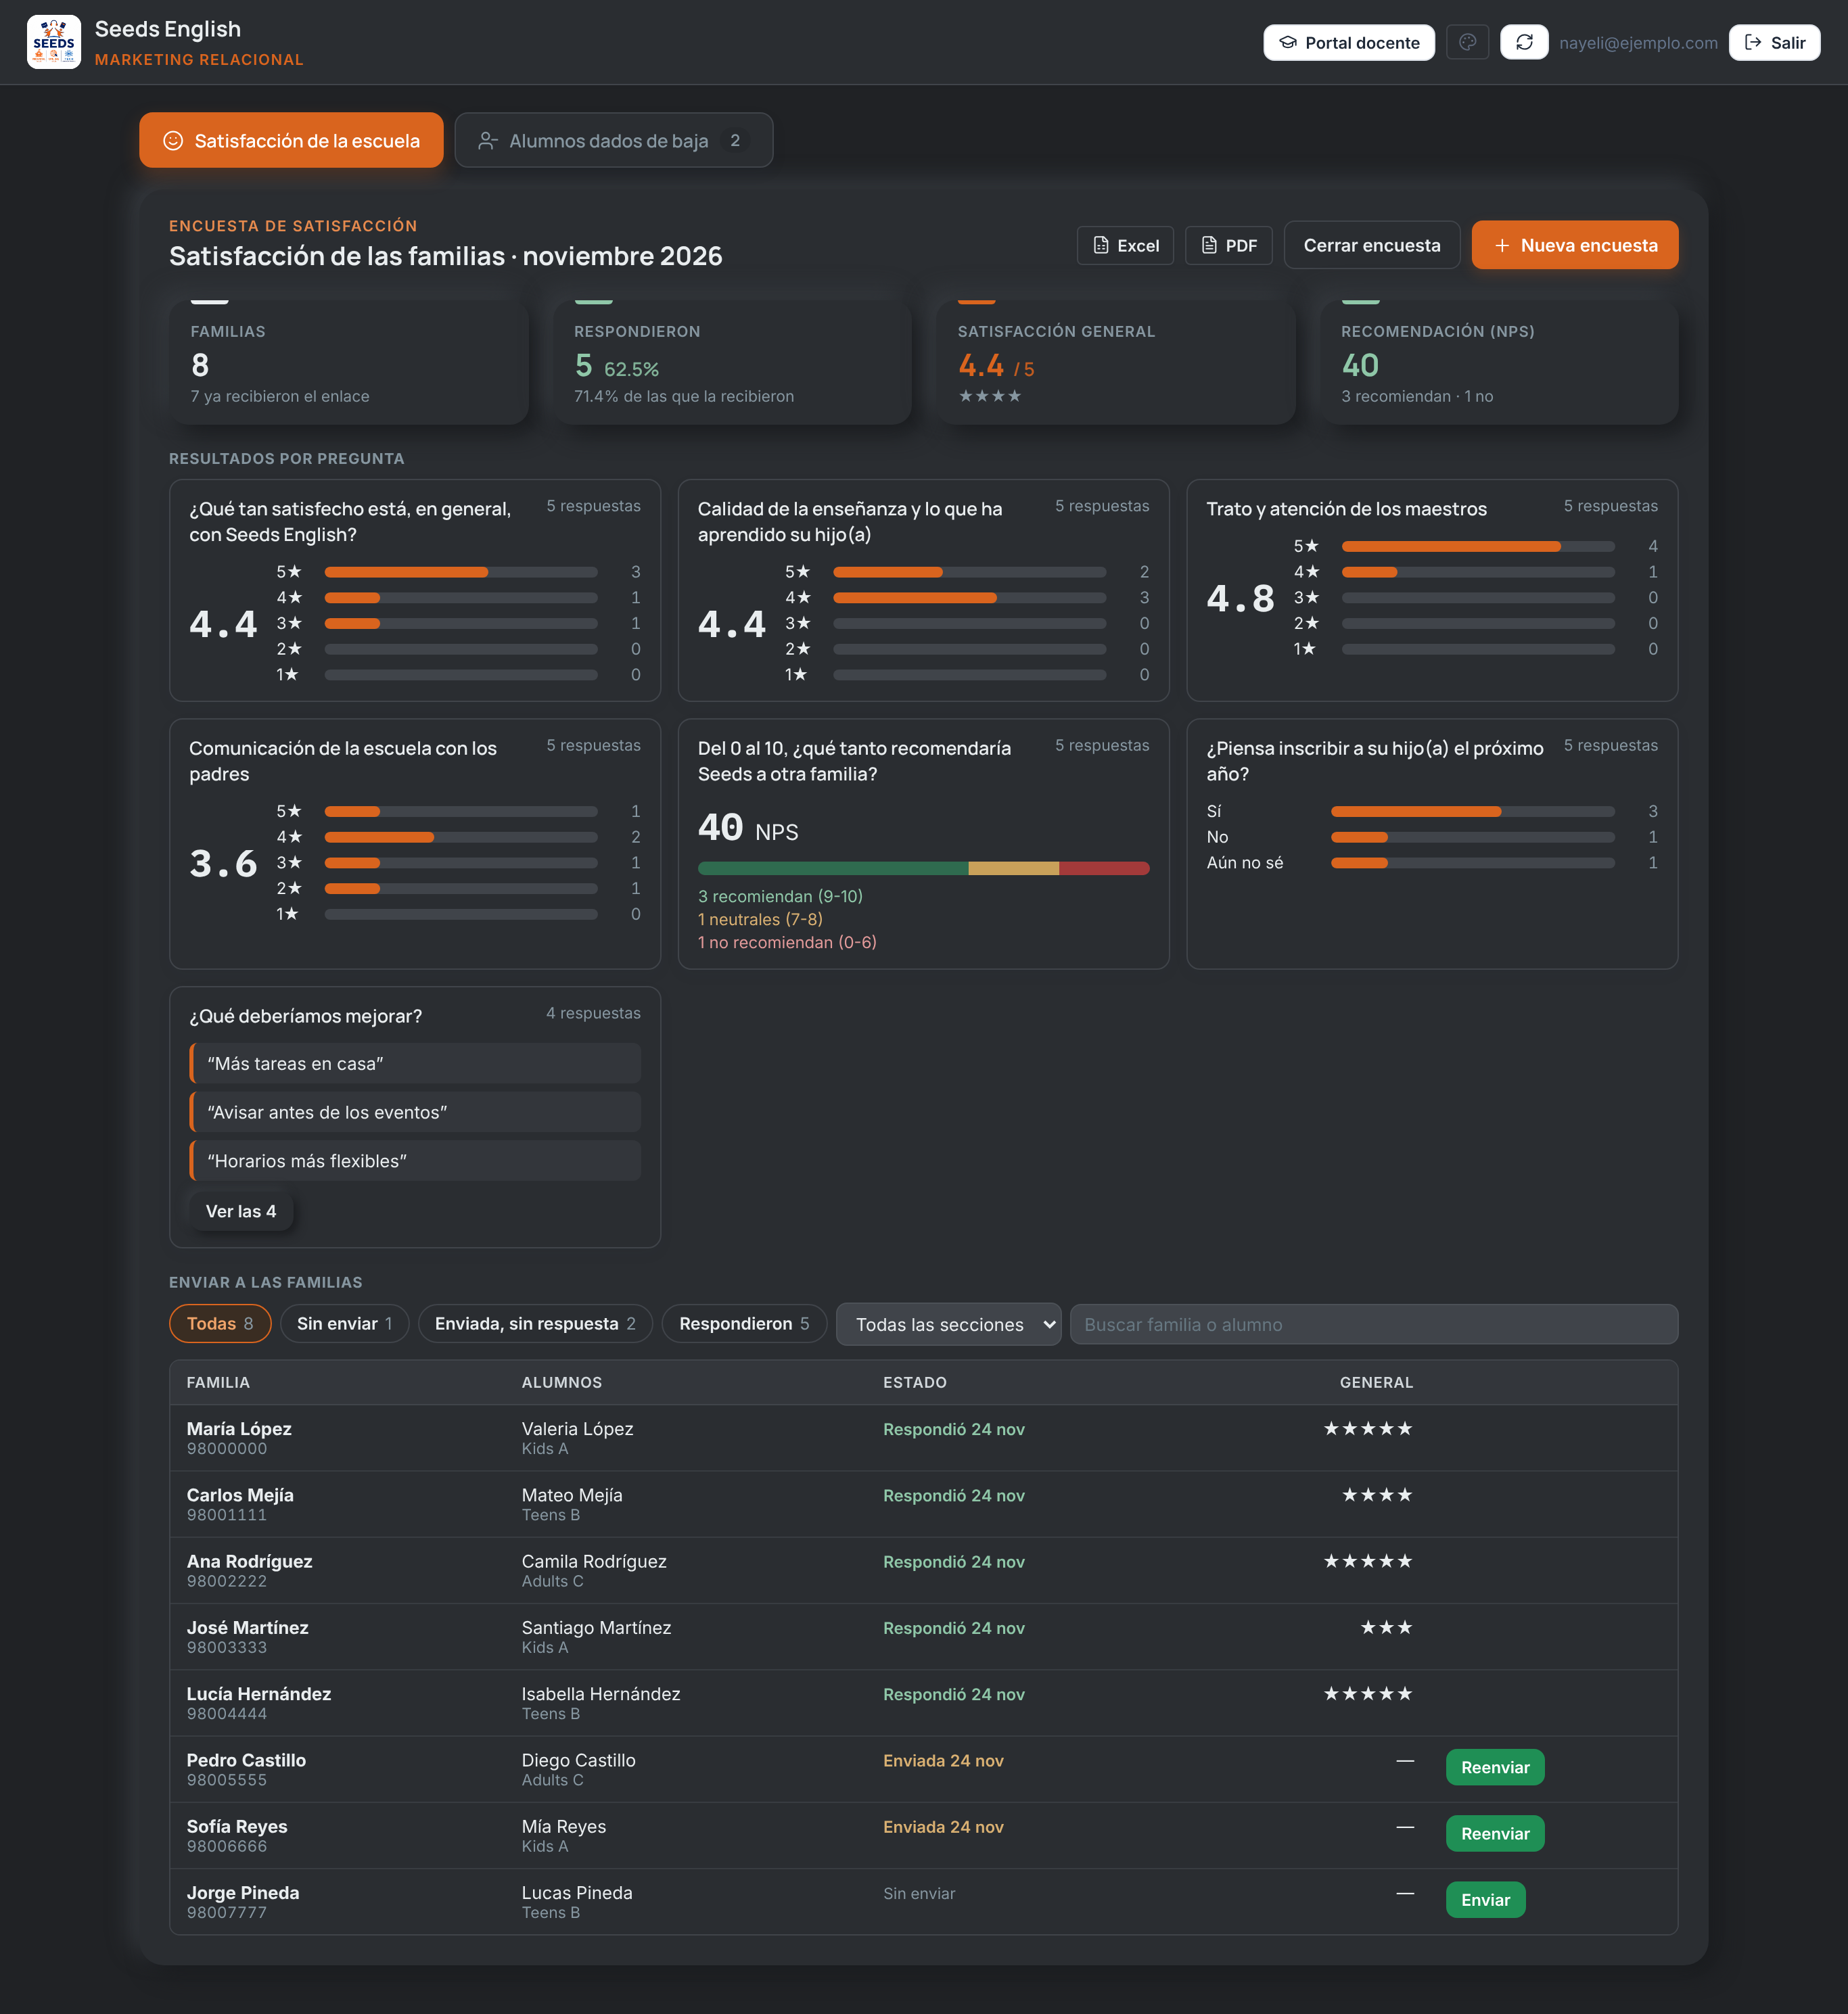 SEEDS
Seeds English
MARKETING RELACIONAL
Portal docente
nayeli@ejemplo.com
Salir
Satisfacción de la escuela
Alumnos dados de baja 2
ENCUESTA DE SATISFACCIÓN
Satisfacción de las familias · noviembre 2026
Excel
PDF
Cerrar encuesta
+ Nueva encuesta
FAMILIAS
8
7 ya recibieron el enlace
RESPONDIERON
5 62.5%
71.4% de las que la recibieron
SATISFACCIÓN GENERAL
4.4 / 5
★★★★
RECOMENDACIÓN (NPS)
40
3 recomiendan · 1 no
RESULTADOS POR PREGUNTA
¿Qué tan satisfecho está, en general,
con Seeds English?
5 respuestas
4.4
5★ 3
4★ 1
3★ 1
2★ 0
1★ 0
Calidad de la enseñanza y lo que ha
aprendido su hijo(a)
5 respuestas
4.4
5★ 2
4★ 3
3★ 0
2★ 0
1★ 0
Trato y atención de los maestros
5 respuestas
4.8
5★ 4
4★ 1
3★ 0
2★ 0
1★ 0
Comunicación de la escuela con los
padres
5 respuestas
3.6
5★ 1
4★ 2
3★ 1
2★ 1
1★ 0
Del 0 al 10, ¿qué tanto recomendaría
Seeds a otra familia?
5 respuestas
40 NPS
3 recomiendan (9-10)
1 neutrales (7-8)
1 no recomiendan (0-6)
¿Piensa inscribir a su hijo(a) el próximo
año?
5 respuestas
Sí 3
No 1
Aún no sé 1
¿Qué deberíamos mejorar?
4 respuestas
“Más tareas en casa”
“Avisar antes de los eventos”
“Horarios más flexibles”
Ver las 4
ENVIAR A LAS FAMILIAS
Todas 8
Sin enviar 1
Enviada, sin respuesta 2
Respondieron 5
Todas las secciones
Buscar familia o alumno
FAMILIA ALUMNOS ESTADO GENERAL
María López Valeria López Respondió 24 nov ★★★★★
98000000 Kids A
Carlos Mejía Mateo Mejía Respondió 24 nov ★★★★
98001111 Teens B
Ana Rodríguez Camila Rodríguez Respondió 24 nov ★★★★★
98002222 Adults C
José Martínez Santiago Martínez Respondió 24 nov ★★★
98003333 Kids A
Lucía Hernández Isabella Hernández Respondió 24 nov ★★★★★
98004444 Teens B
Pedro Castillo Diego Castillo Enviada 24 nov — Reenviar
98005555 Adults C
Sofía Reyes Mía Reyes Enviada 24 nov — Reenviar
98006666 Kids A
Jorge Pineda Lucas Pineda Sin enviar — Enviar
98007777 Teens B